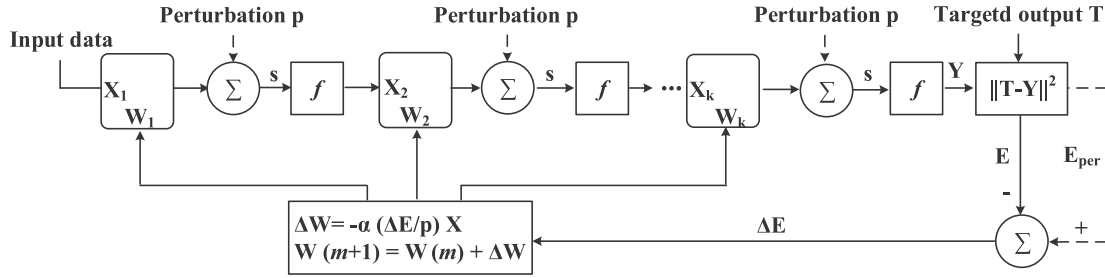 Perturbation p
Perturbation p
Perturbation p
Targetd output T
Input data
X₁
W₁
Σ
s
f
X₂
W₂
Σ
s
f
...
Xₖ
Wₖ
Σ
s
f
Y
||T-Y||²
E
E_per
-
+
Σ
ΔE
ΔW= -α (ΔE/p) X
W (m+1) = W (m) + ΔW